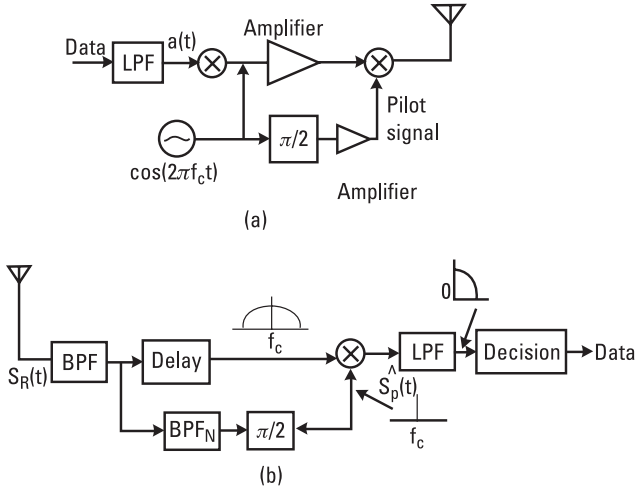 Amplifier
Data
a(t)
LPF
Pilot
signal
π/2
cos(2πf_ct)
Amplifier
(a)
0
f_c
BPF
Delay
LPF
Decision
Data
S_R(t)
Ŝ_p(t)
BPF_N
π/2
f_c
(b)